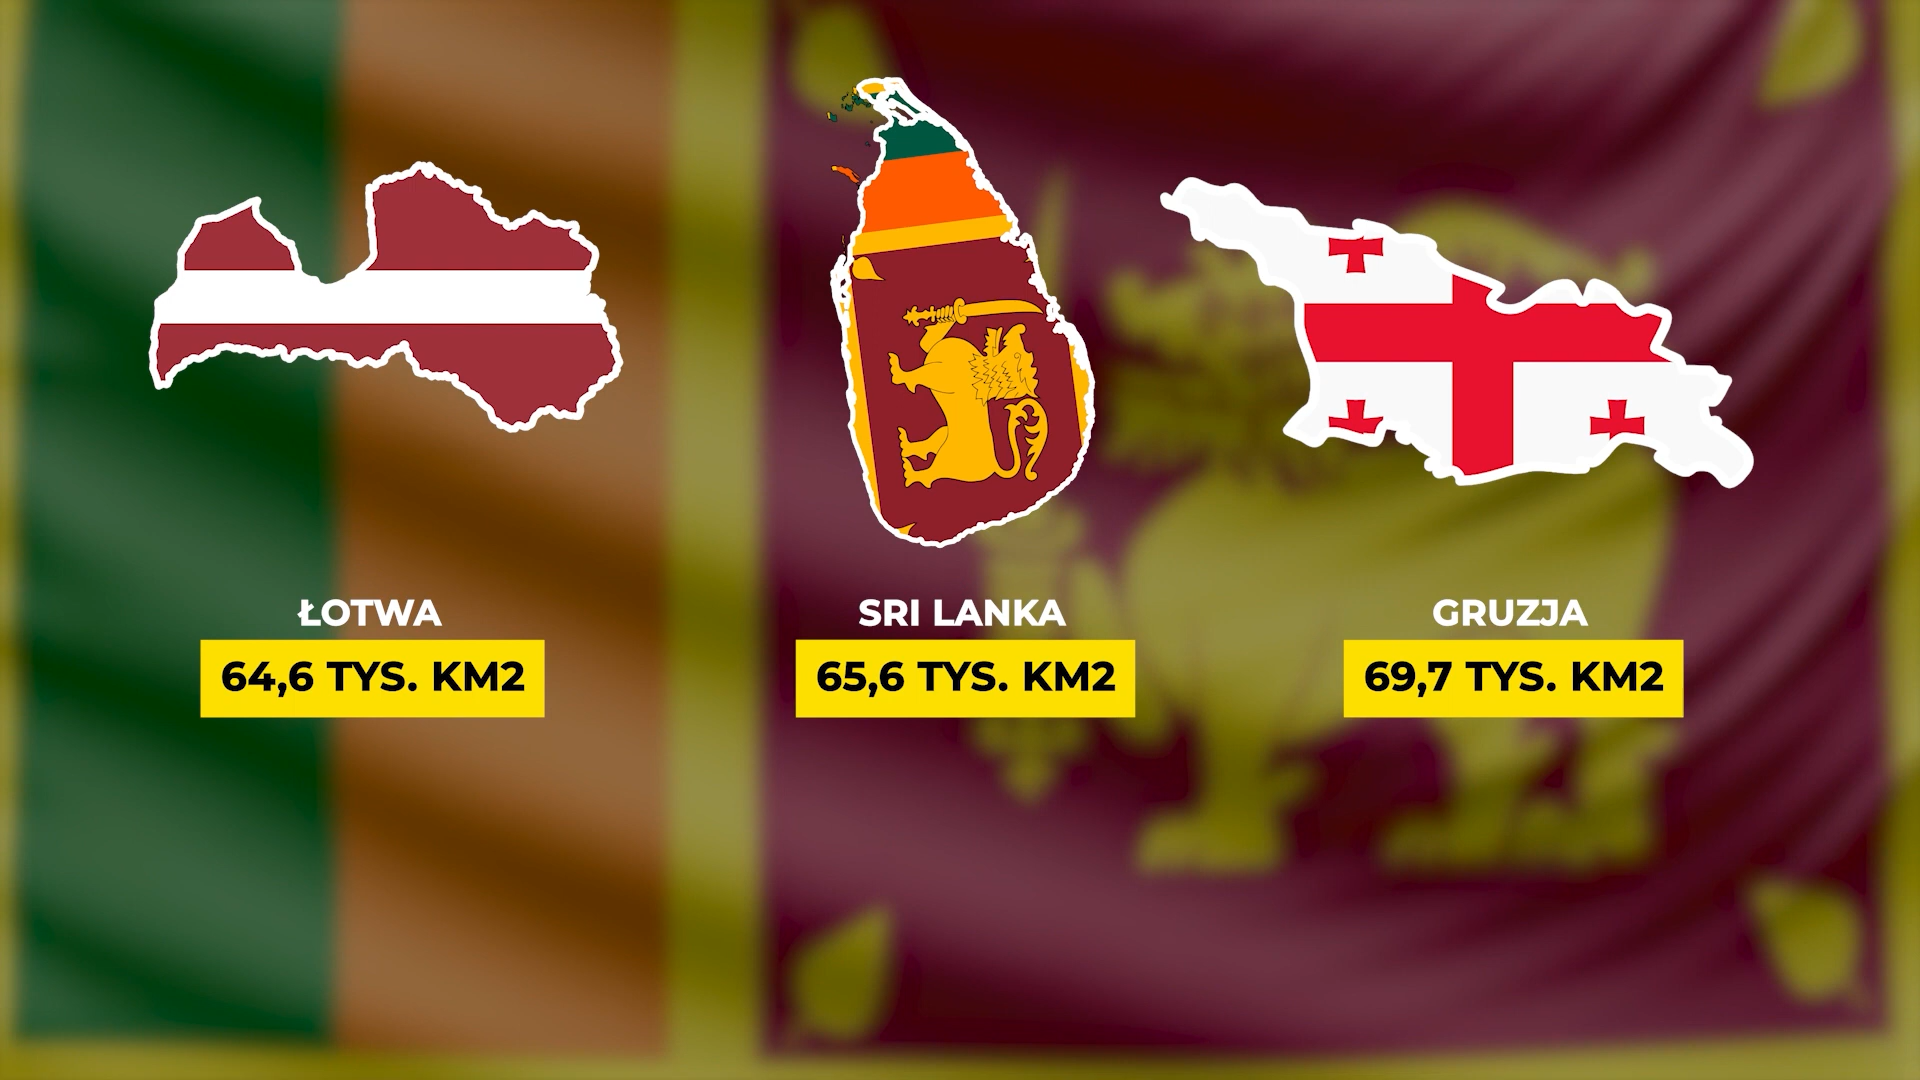 ŁOTWA
64,6 TYS. KM2
SRI LANKA
65,6 TYS. KM2
GRUZJA
69,7 TYS. KM2